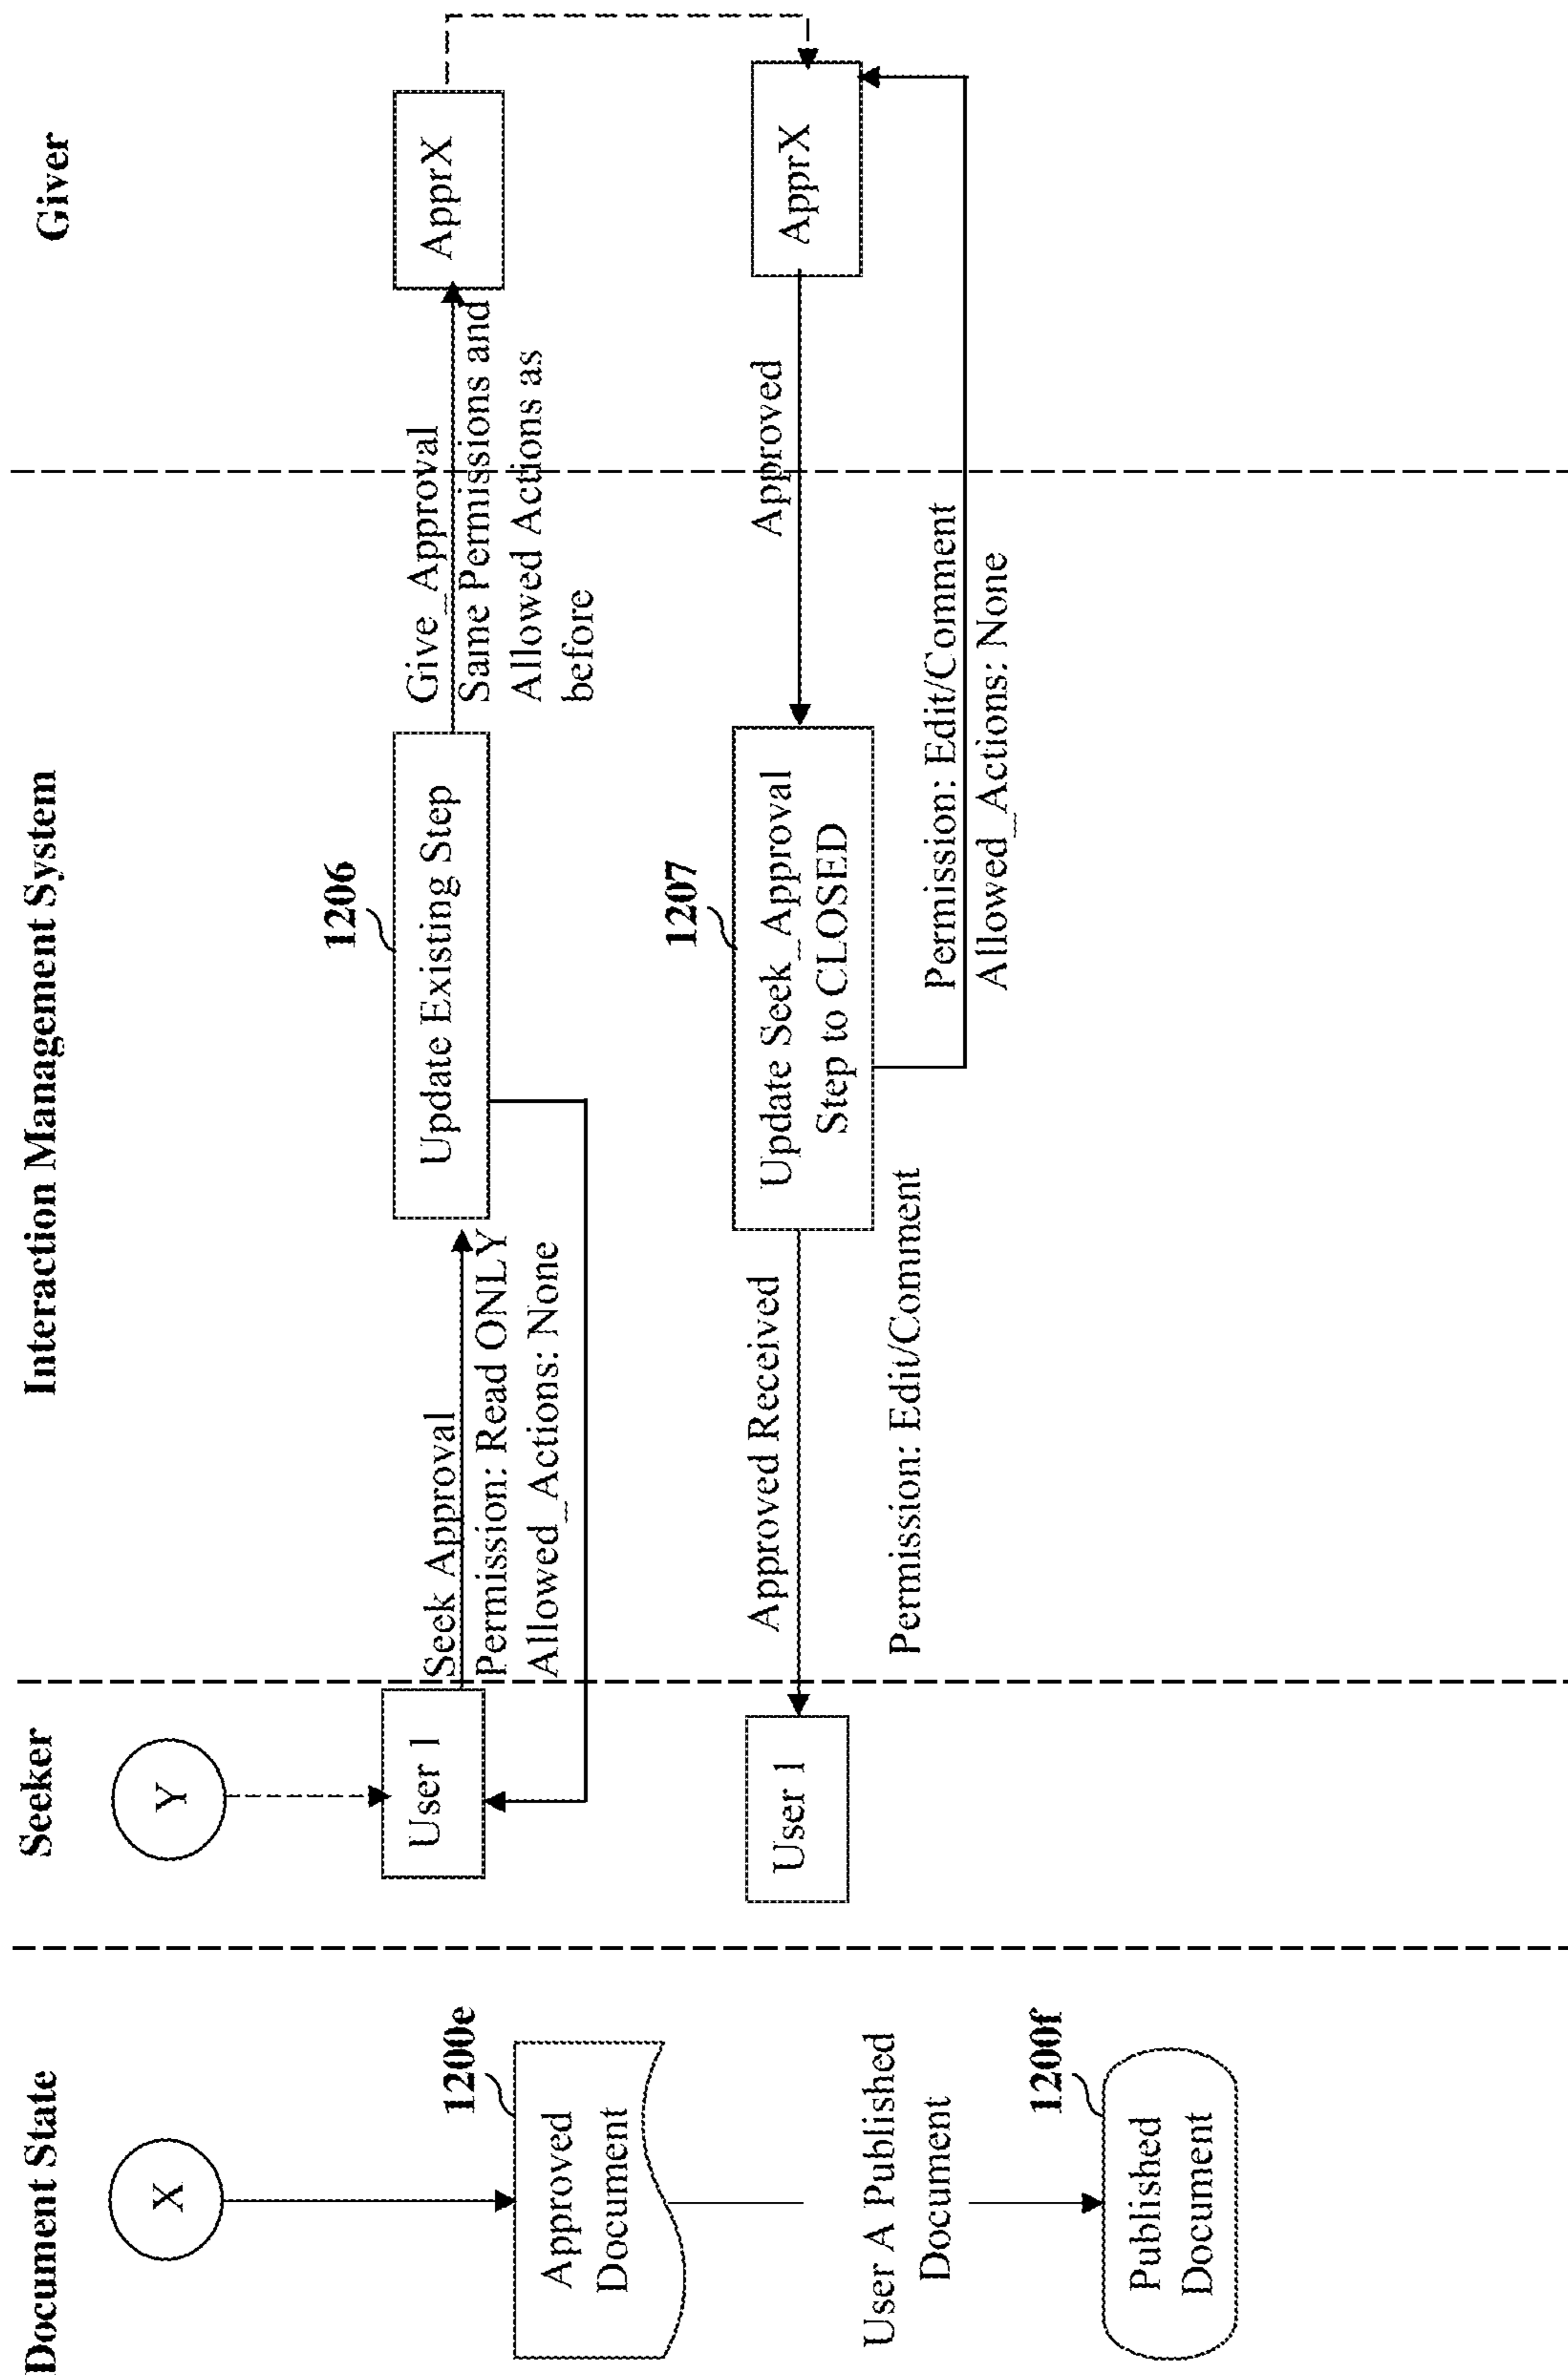 Document State
Seeker
Interaction Management System
Giver
X
Y
1200e
Approved
Document
User A Published
Document
1200f
Published
Document
User 1
Seek Approval
Permission: Read ONLY
Allowed_Actions: None
1206
Update Existing Step
Give_Approval
Same Permissions and
Allowed Actions as
before
ApprX
User 1
Approved Received
Permission: Edit/Comment
1207
Update Seek_Approval
Step to CLOSED
Approved
ApprX
Permission: Edit/Comment
Allowed_Actions: None